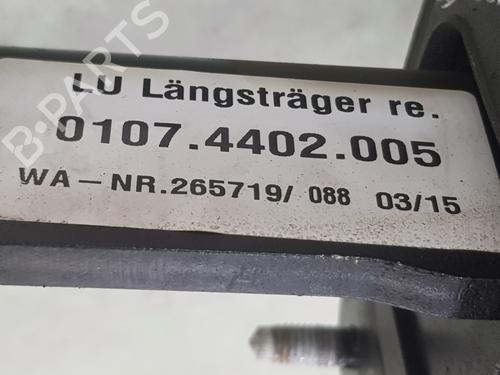 LU Längsträger re.
0107.4402.005
WA-NR.265719/ 088 03/15
B-PARTS